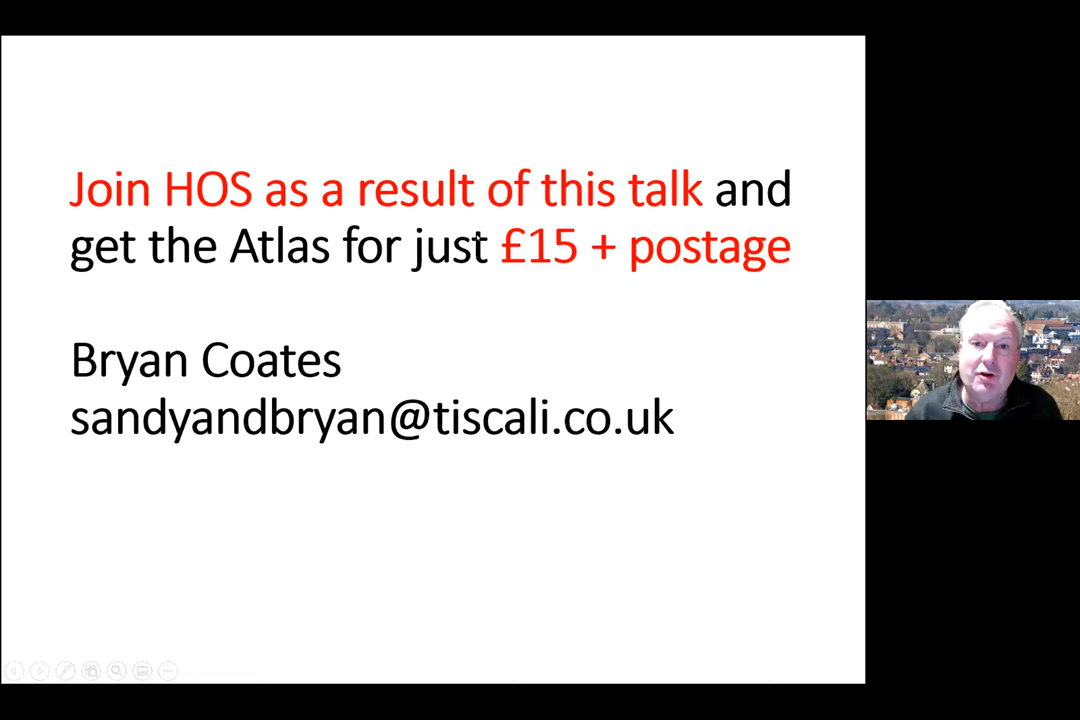 Join HOS as a result of this talk and
get the Atlas for just £15 + postage
Bryan Coates
sandyandbryan@tiscali.co.uk